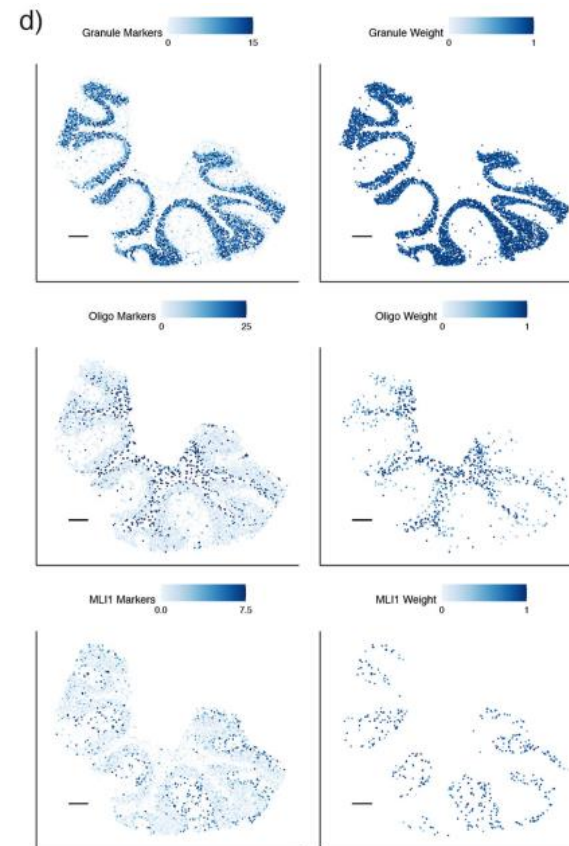 d)
Granule Markers
0 15
Granule Weight
0 1
Oligo Markers
0 25
Oligo Weight
0 1
MLI1 Markers
0.0 7.5
MLI1 Weight
0 1